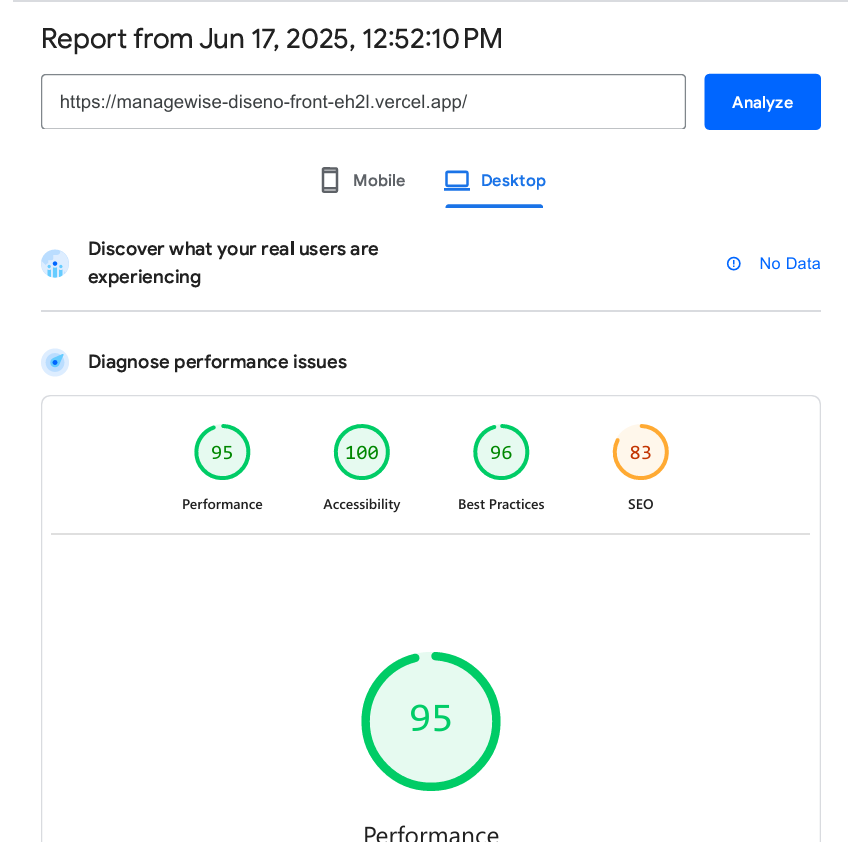 Report from Jun 17, 2025, 12:52:10 PM
https://managewise-diseno-front-eh2l.vercel.app/
Analyze
Mobile
Desktop
Discover what your real users are
experiencing
No Data
Diagnose performance issues
95
100
96
83
Performance
Accessibility
Best Practices
SEO
95
Performance